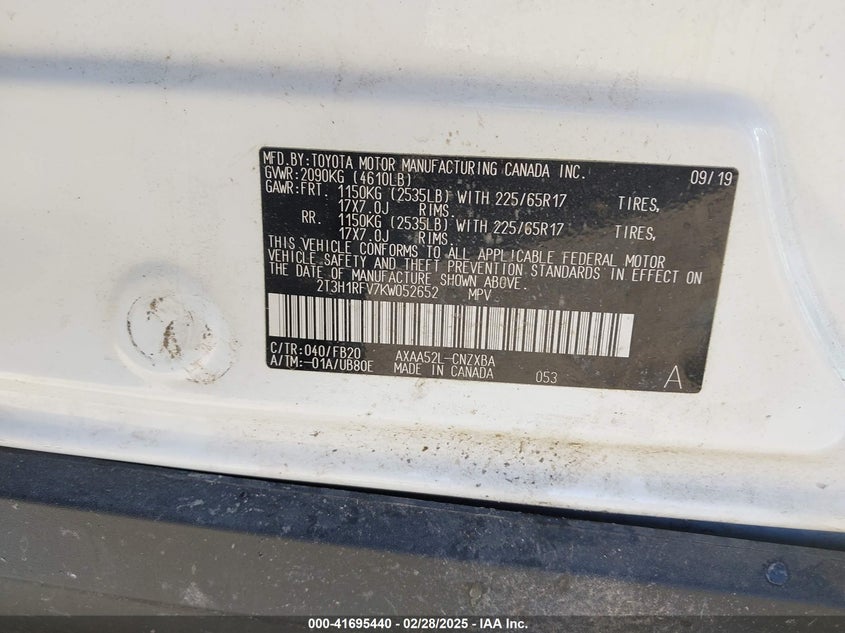 MFD.BY:TOYOTA MOTOR MANUFACTURING CANADA INC. 09/19
GVWR:2090KG (4610LB)
GAWR:FRT. 1150KG (2535LB) WITH 225/65R17 TIRES,
17X7.0J RIMS.
RR. 1150KG (2535LB) WITH 225/65R17 TIRES,
17X7.0J RIMS.
THIS VEHICLE CONFORMS TO ALL APPLICABLE FEDERAL MOTOR
VEHICLE SAFETY AND THEFT PREVENTION STANDARDS IN EFFECT ON
THE DATE OF MANUFACTURE SHOWN ABOVE.
2T3H1RFV7KW052652 MPV
C/TR:040/FB20 AXAA52L-CNZXBA
A/TM:-01A/UB80E MADE IN CANADA 053 A
000-41695440 - 02/28/2025 - IAA Inc.